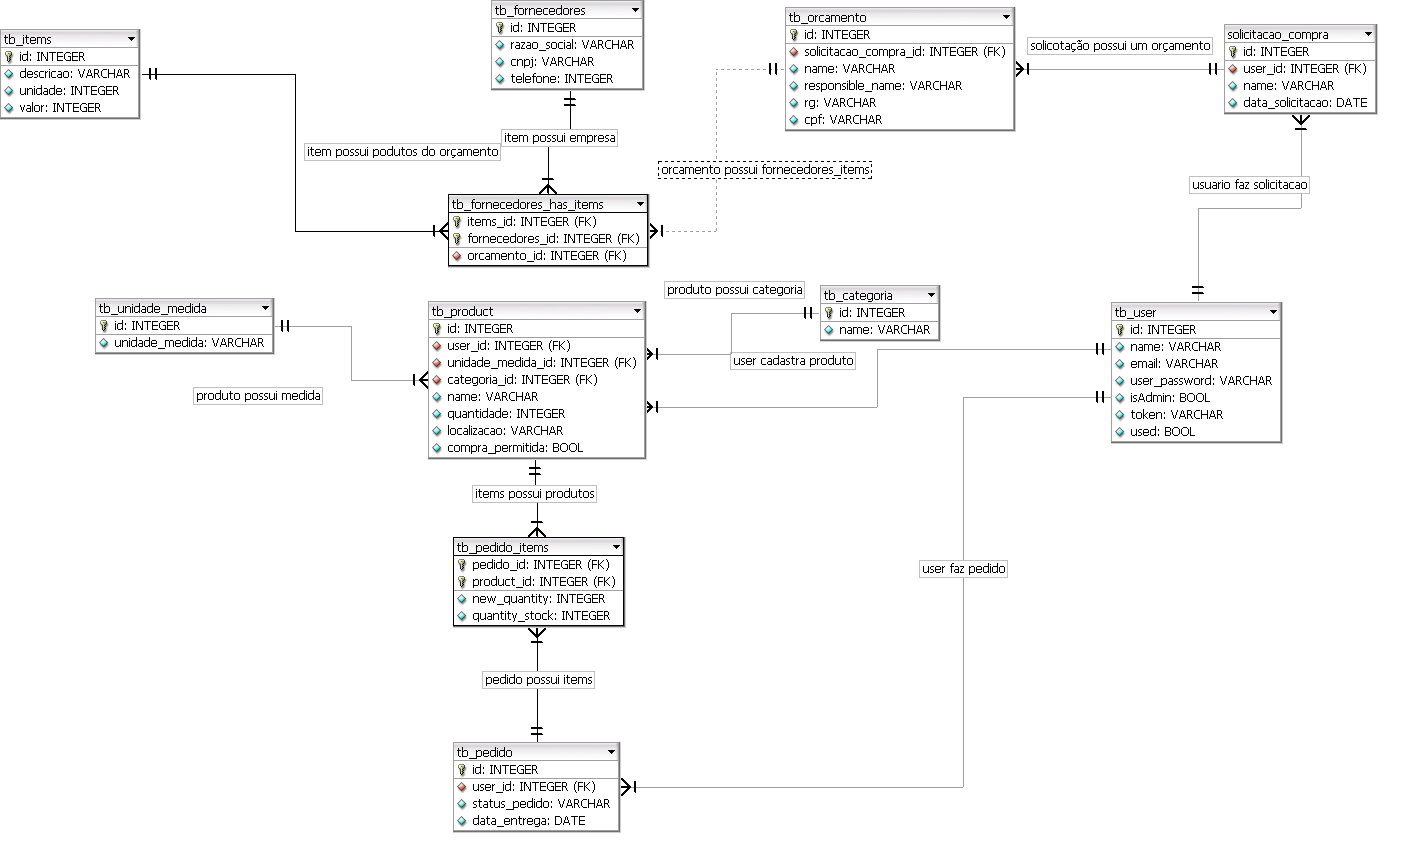 tb_items
id: INTEGER
descricao: VARCHAR
unidade: INTEGER
valor: INTEGER
tb_fornecedores
id: INTEGER
razao_social: VARCHAR
cnpj: VARCHAR
telefone: INTEGER
tb_orcamento
id: INTEGER
solicitacao_compra_id: INTEGER (FK)
name: VARCHAR
responsible_name: VARCHAR
rg: VARCHAR
cpf: VARCHAR
solicotação possui um orçamento
solicitacao_compra
id: INTEGER
user_id: INTEGER (FK)
name: VARCHAR
data_solicitacao: DATE
item possui empresa
item possui podutos do orçamento
orcamento possui fornecedores_items
usuario faz solicitacao
tb_fornecedores_has_items
items_id: INTEGER (FK)
fornecedores_id: INTEGER (FK)
orcamento_id: INTEGER (FK)
tb_unidade_medida
id: INTEGER
unidade_medida: VARCHAR
produto possui medida
tb_product
id: INTEGER
user_id: INTEGER (FK)
unidade_medida_id: INTEGER (FK)
categoria_id: INTEGER (FK)
name: VARCHAR
quantidade: INTEGER
localizacao: VARCHAR
compra_permitida: BOOL
produto possui categoria
tb_categoria
id: INTEGER
name: VARCHAR
user cadastra produto
tb_user
id: INTEGER
name: VARCHAR
email: VARCHAR
user_password: VARCHAR
isAdmin: BOOL
token: VARCHAR
used: BOOL
items possui produtos
tb_pedido_items
pedido_id: INTEGER (FK)
product_id: INTEGER (FK)
new_quantity: INTEGER
quantity_stock: INTEGER
user faz pedido
pedido possui items
tb_pedido
id: INTEGER
user_id: INTEGER (FK)
status_pedido: VARCHAR
data_entrega: DATE